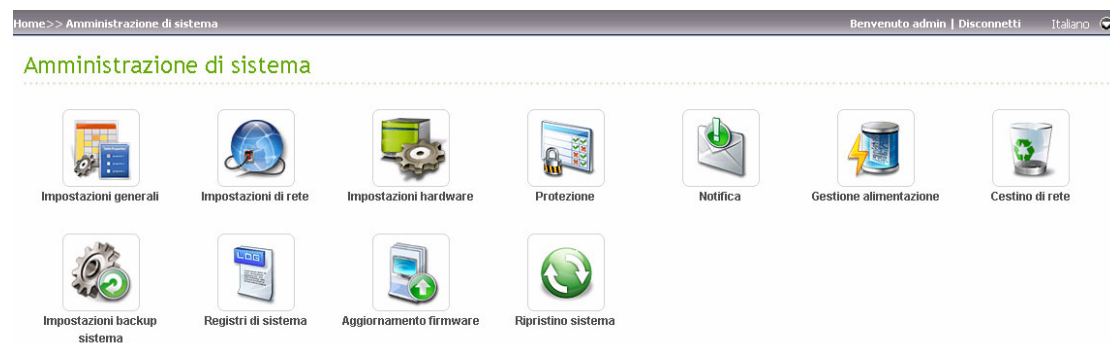 Home>> Amministrazione di sistema
Benvenuto admin | Disconnetti
Italiano
Amministrazione di sistema
Impostazioni generali
Impostazioni di rete
Impostazioni hardware
Protezione
Notifica
Gestione alimentazione
Cestino di rete
LOG
Impostazioni backup
sistema
Registri di sistema
Aggiornamento firmware
Ripristino sistema